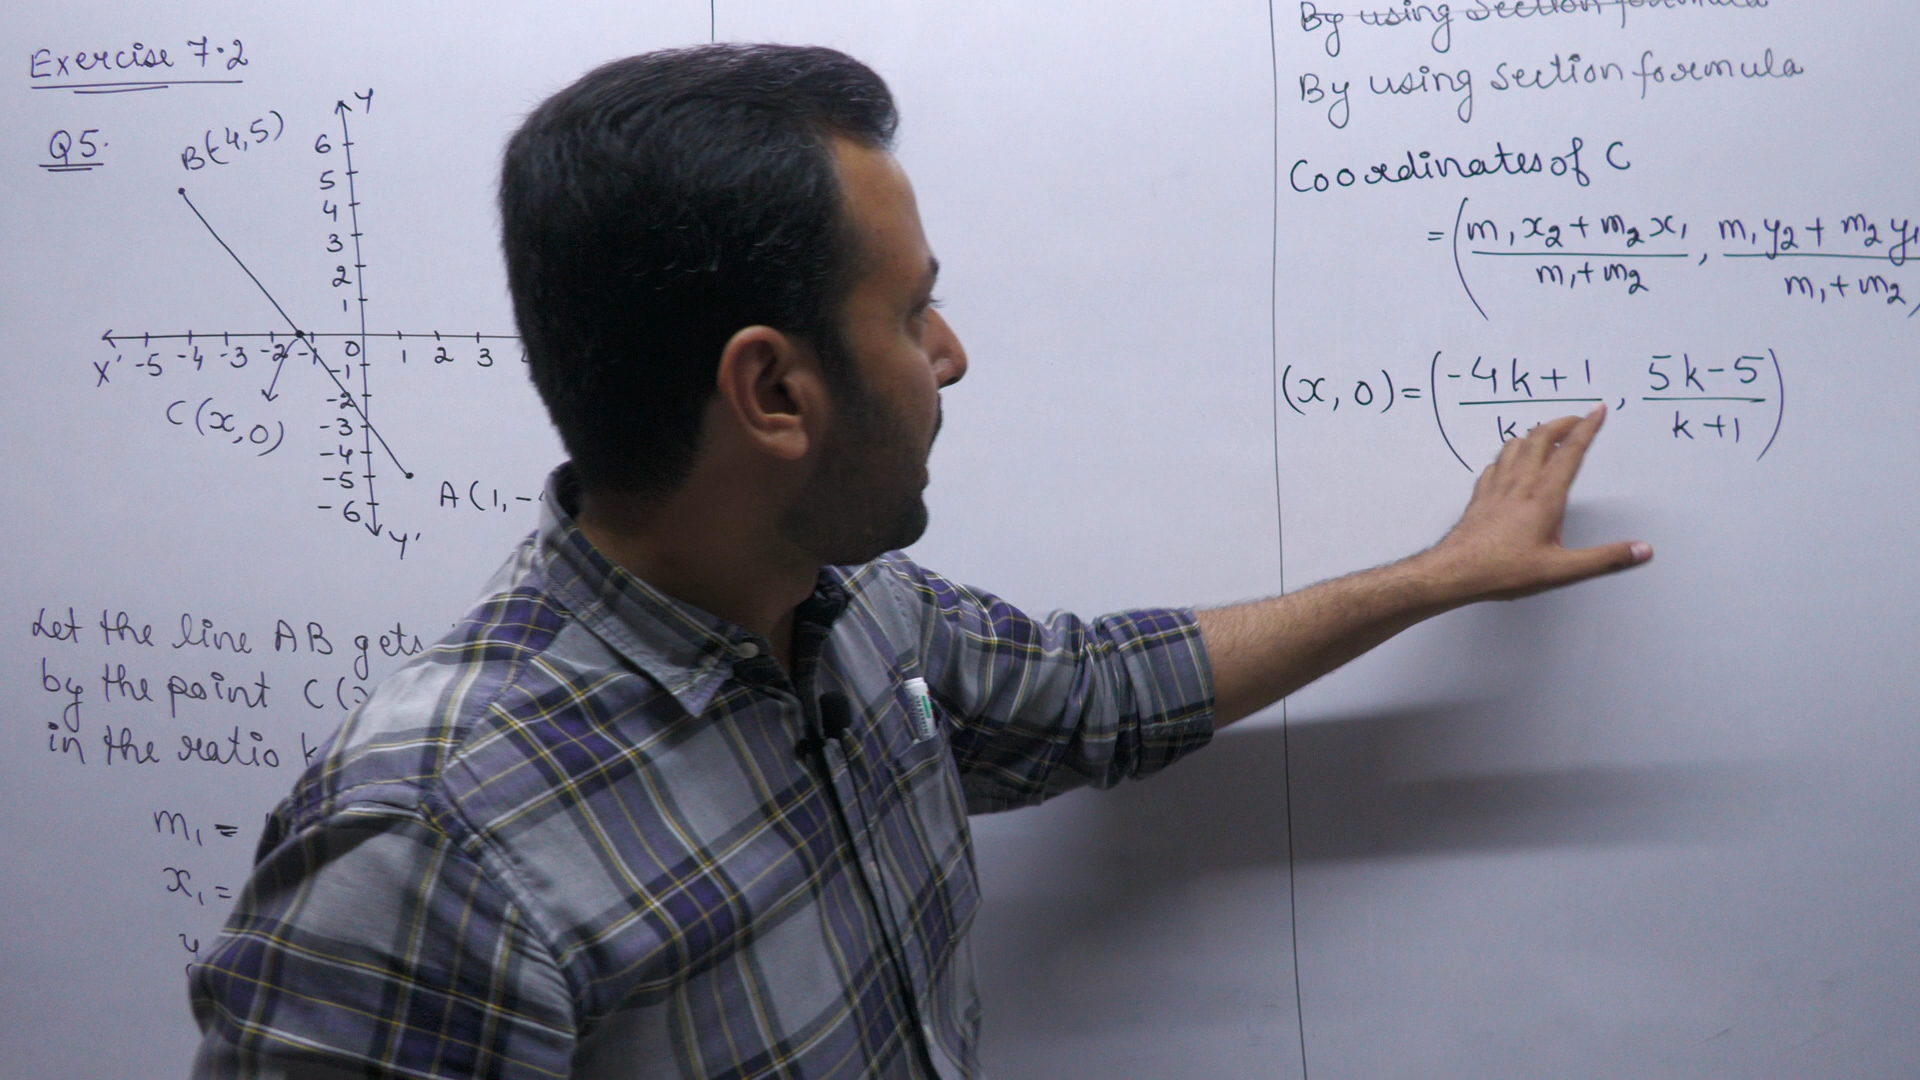 Exercise 7.2
Q5.
B(-4,5)
Y
6
5
4
3
2
1
X' -5 -4 -3 -2 -1 0 1 2 3
-1
-2
-3
-4
-5
-6
Y'
C(x,0)
A(1,-
Let the line AB gets
by the point C(
in the ratio k
m₁ =
x₁ =
By using section formula
By using section formula
Coordinates of C
= (m₁x₂ + m₂x₁ / m₁+m₂, m₁y₂ + m₂y₁ / m₁+m₂)
(x, 0) = (-4k+1 / k+, 5k-5 / k+1)